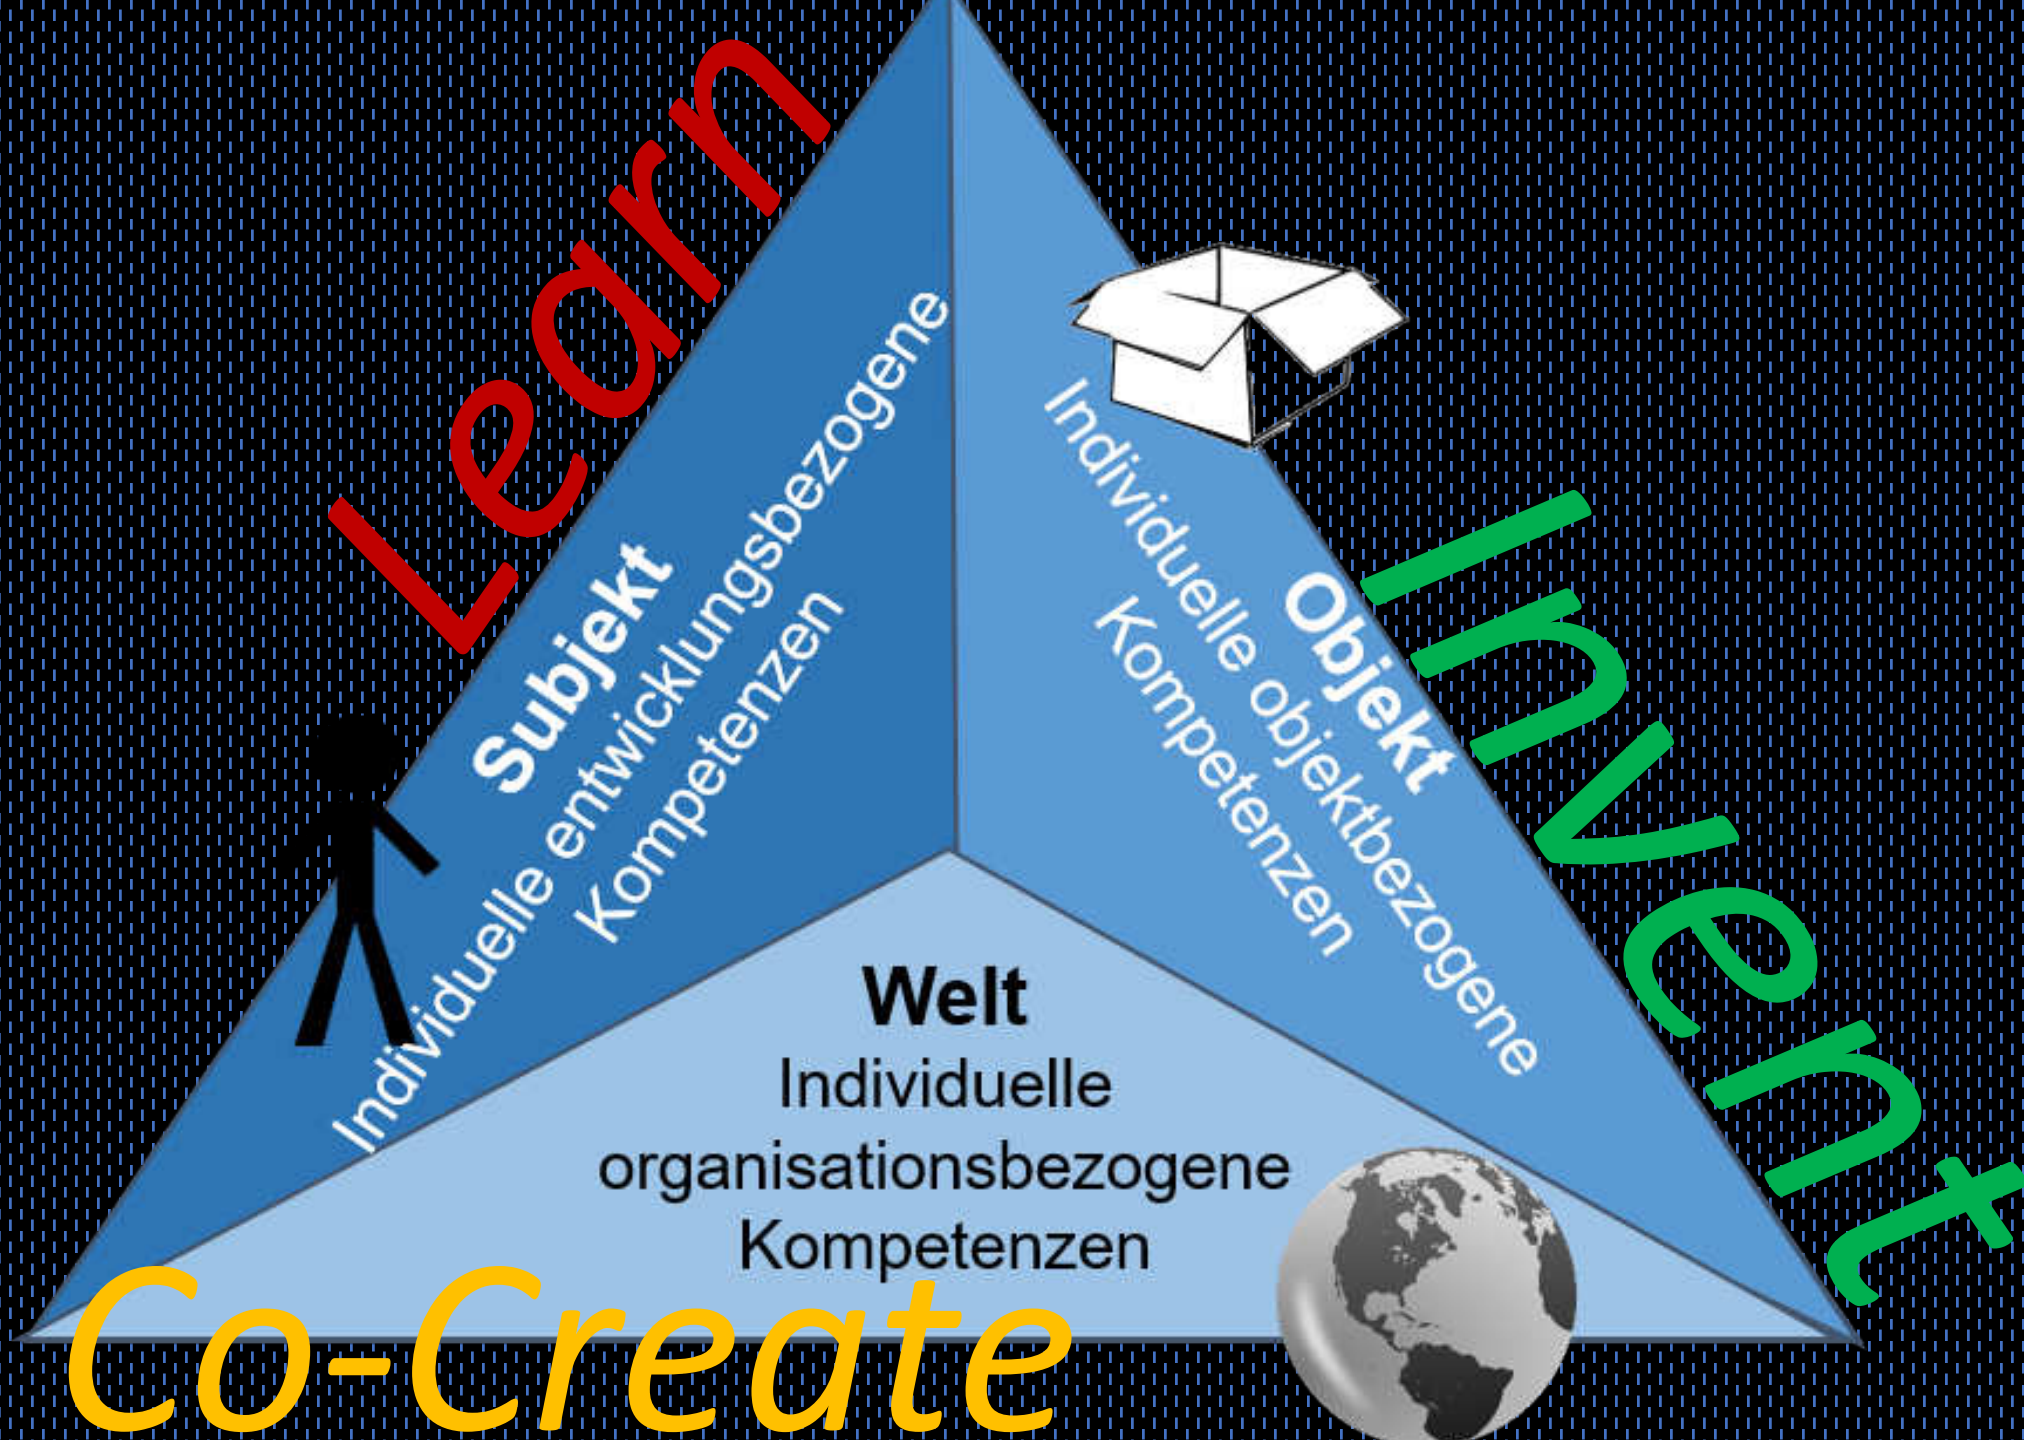 Learn
Subjekt
Individuelle entwicklungsbezogene
Kompetenzen
Invent
Objekt
Individuelle objektbezogene
Kompetenzen
Welt
Individuelle
organisationsbezogene
Kompetenzen
Co-Create